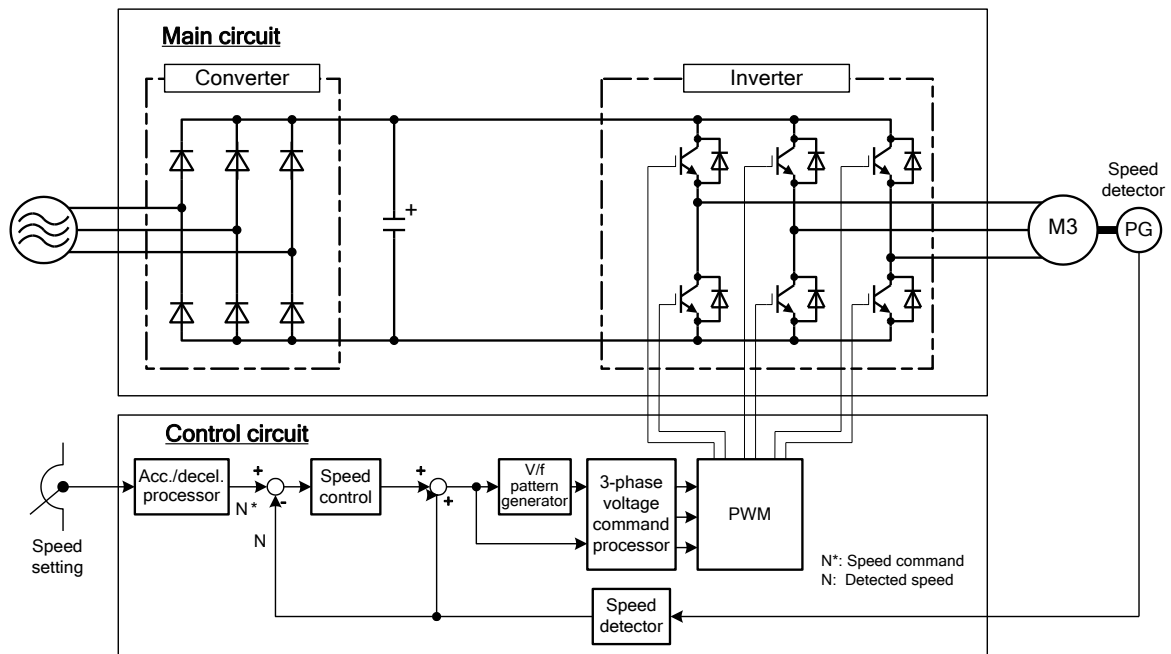 Main circuit
Converter
Inverter
+
M3
Speed
detector
PG
Control circuit
Speed
setting
Acc./decel.
processor
+
-
N*
N
Speed
control
+
+
V/f
pattern
generator
3-phase
voltage
command
processor
PWM
N*: Speed command
N: Detected speed
Speed
detector